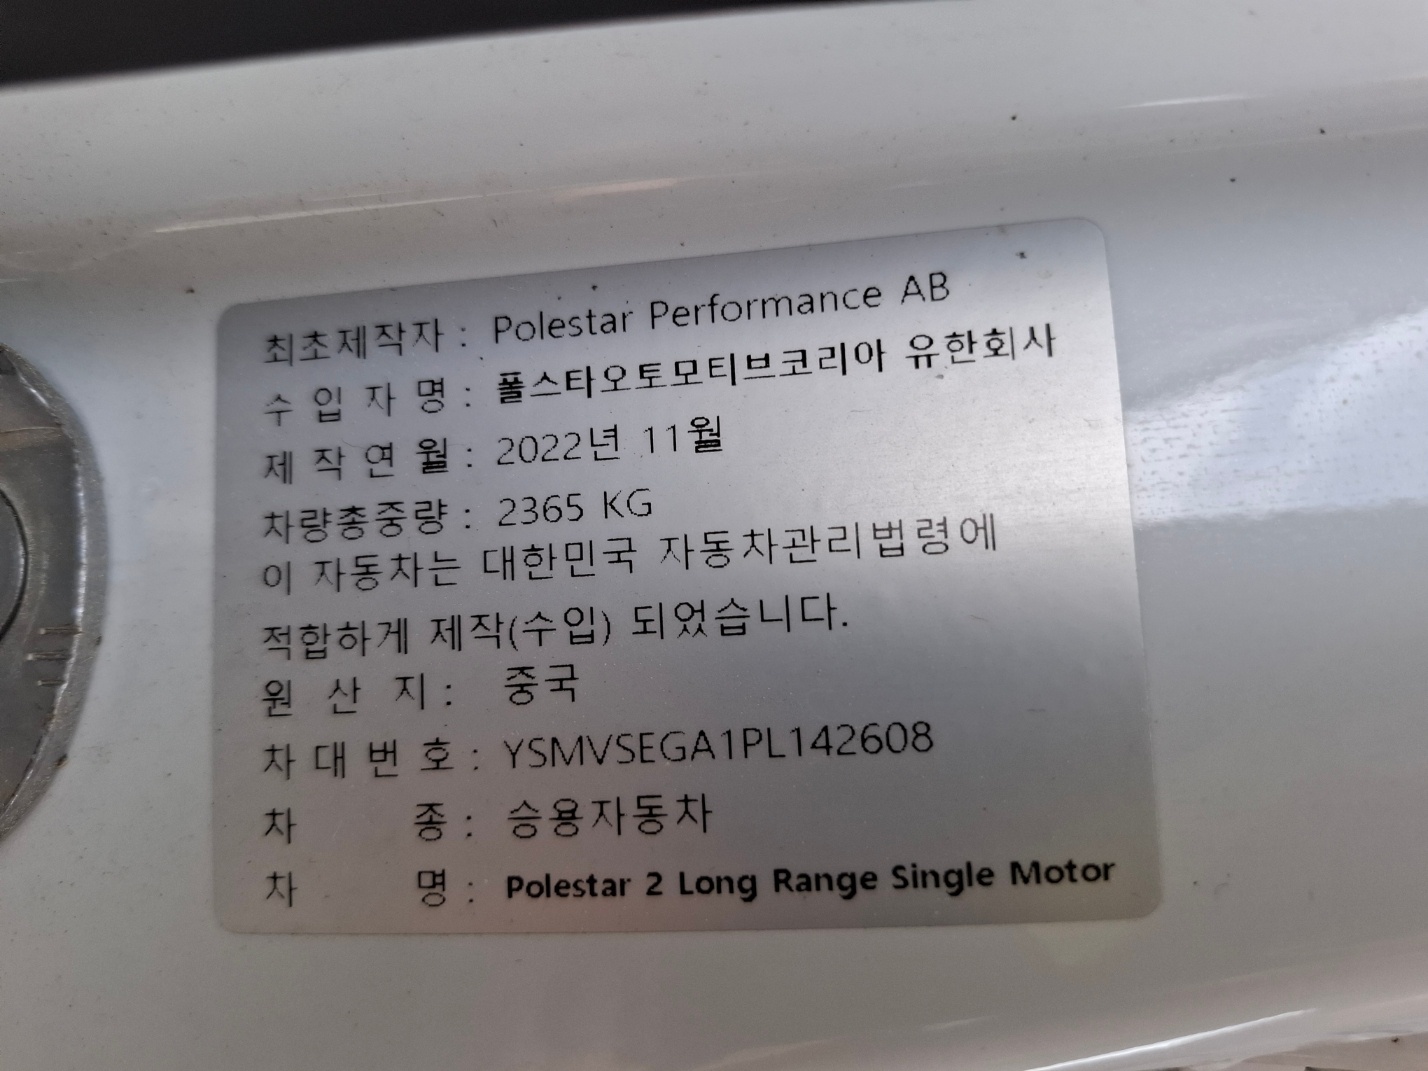 최초제작자 : Polestar Performance AB
수 입 자 명 : 폴스타오토모티브코리아 유한회사
제 작 연 월 : 2022년 11월
차량총중량 : 2365 KG
이 자동차는 대한민국 자동차관리법령에
적합하게 제작(수입) 되었습니다.
원 산 지 : 중국
차 대 번 호 : YSMVSEGA1PL142608
차 종 : 승용자동차
차 명 : Polestar 2 Long Range Single Motor